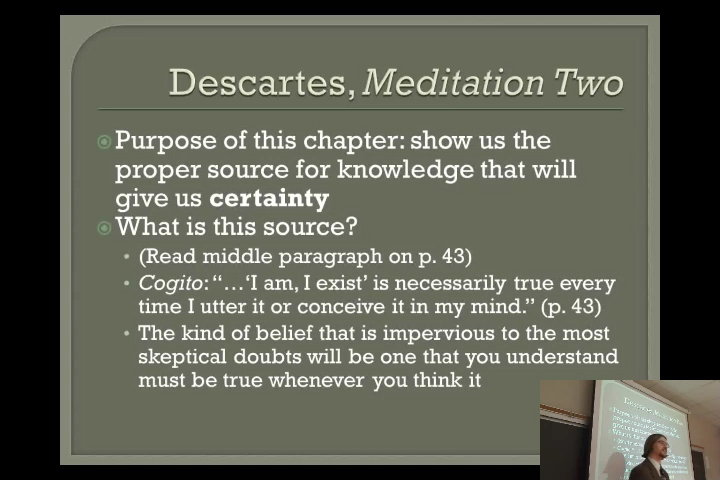 Descartes, Meditation Two
Purpose of this chapter: show us the
proper source for knowledge that will
give us certainty
What is this source?
(Read middle paragraph on p. 43)
Cogito: “…‘I am, I exist’ is necessarily true every
time I utter it or conceive it in my mind.” (p. 43)
The kind of belief that is impervious to the most
skeptical doubts will be one that you understand
must be true whenever you think it